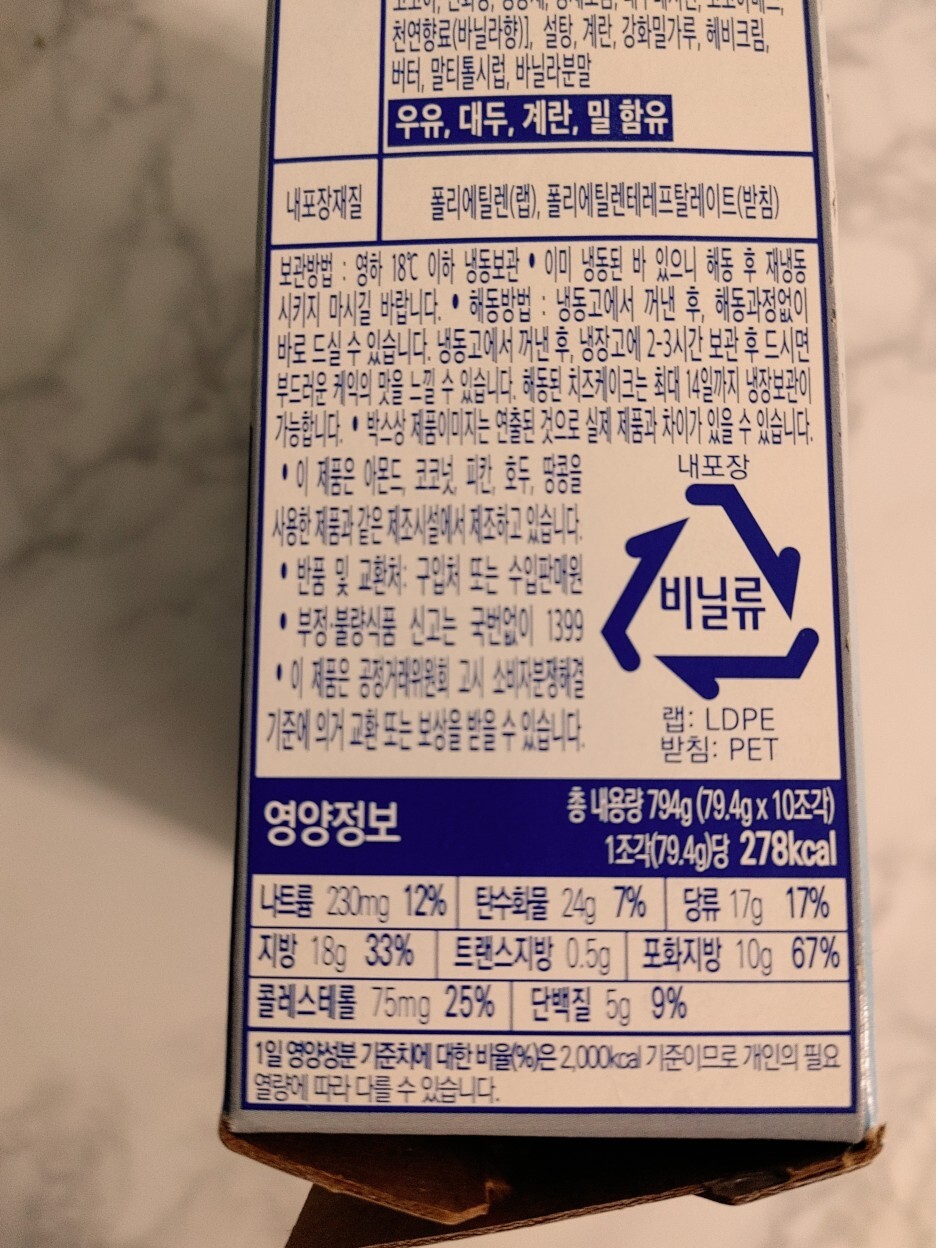 천연향료(바닐라향)], 설탕, 계란, 강화밀가루, 헤비크림,
버터, 말티톨시럽, 바닐라분말
우유, 대두, 계란, 밀 함유
내포장재질
폴리에틸렌(랩), 폴리에틸렌테레프탈레이트(받침)
보관방법 : 영하 18℃ 이하 냉동보관 • 이미 냉동된 바 있으니 해동 후 재냉동
시키지 마시길 바랍니다. • 해동방법 : 냉동고에서 꺼낸 후, 해동과정없이
바로 드실 수 있습니다. 냉동고에서 꺼낸 후, 냉장고에 2-3시간 보관 후 드시면
부드러운 케익의 맛을 느낄 수 있습니다. 해동된 치즈케이크는 최대 14일까지 냉장보관이
가능합니다. • 박스상 제품이미지는 연출된 것으로 실제 제품과 차이가 있을 수 있습니다.
• 이 제품은 아몬드, 코코넛, 피칸, 호두, 땅콩을
사용한 제품과 같은 제조시설에서 제조하고 있습니다.
• 반품 및 교환처: 구입처 또는 수입판매원
• 부정·불량식품 신고는 국번없이 1399
• 이 제품은 공정거래위원회 고시 소비자분쟁해결
기준에 의거 교환 또는 보상을 받을 수 있습니다.
내포장
비닐류
랩: LDPE
받침: PET
영양정보
총 내용량 794g (79.4g x 10조각)
1조각(79.4g)당 278kcal
나트륨 230mg 12% 탄수화물 24g 7% 당류 17g 17%
지방 18g 33% 트랜스지방 0.5g 포화지방 10g 67%
콜레스테롤 75mg 25% 단백질 5g 9%
1일 영양성분 기준치에 대한 비율(%)은 2,000kcal 기준이므로 개인의 필요
열량에 따라 다를 수 있습니다.